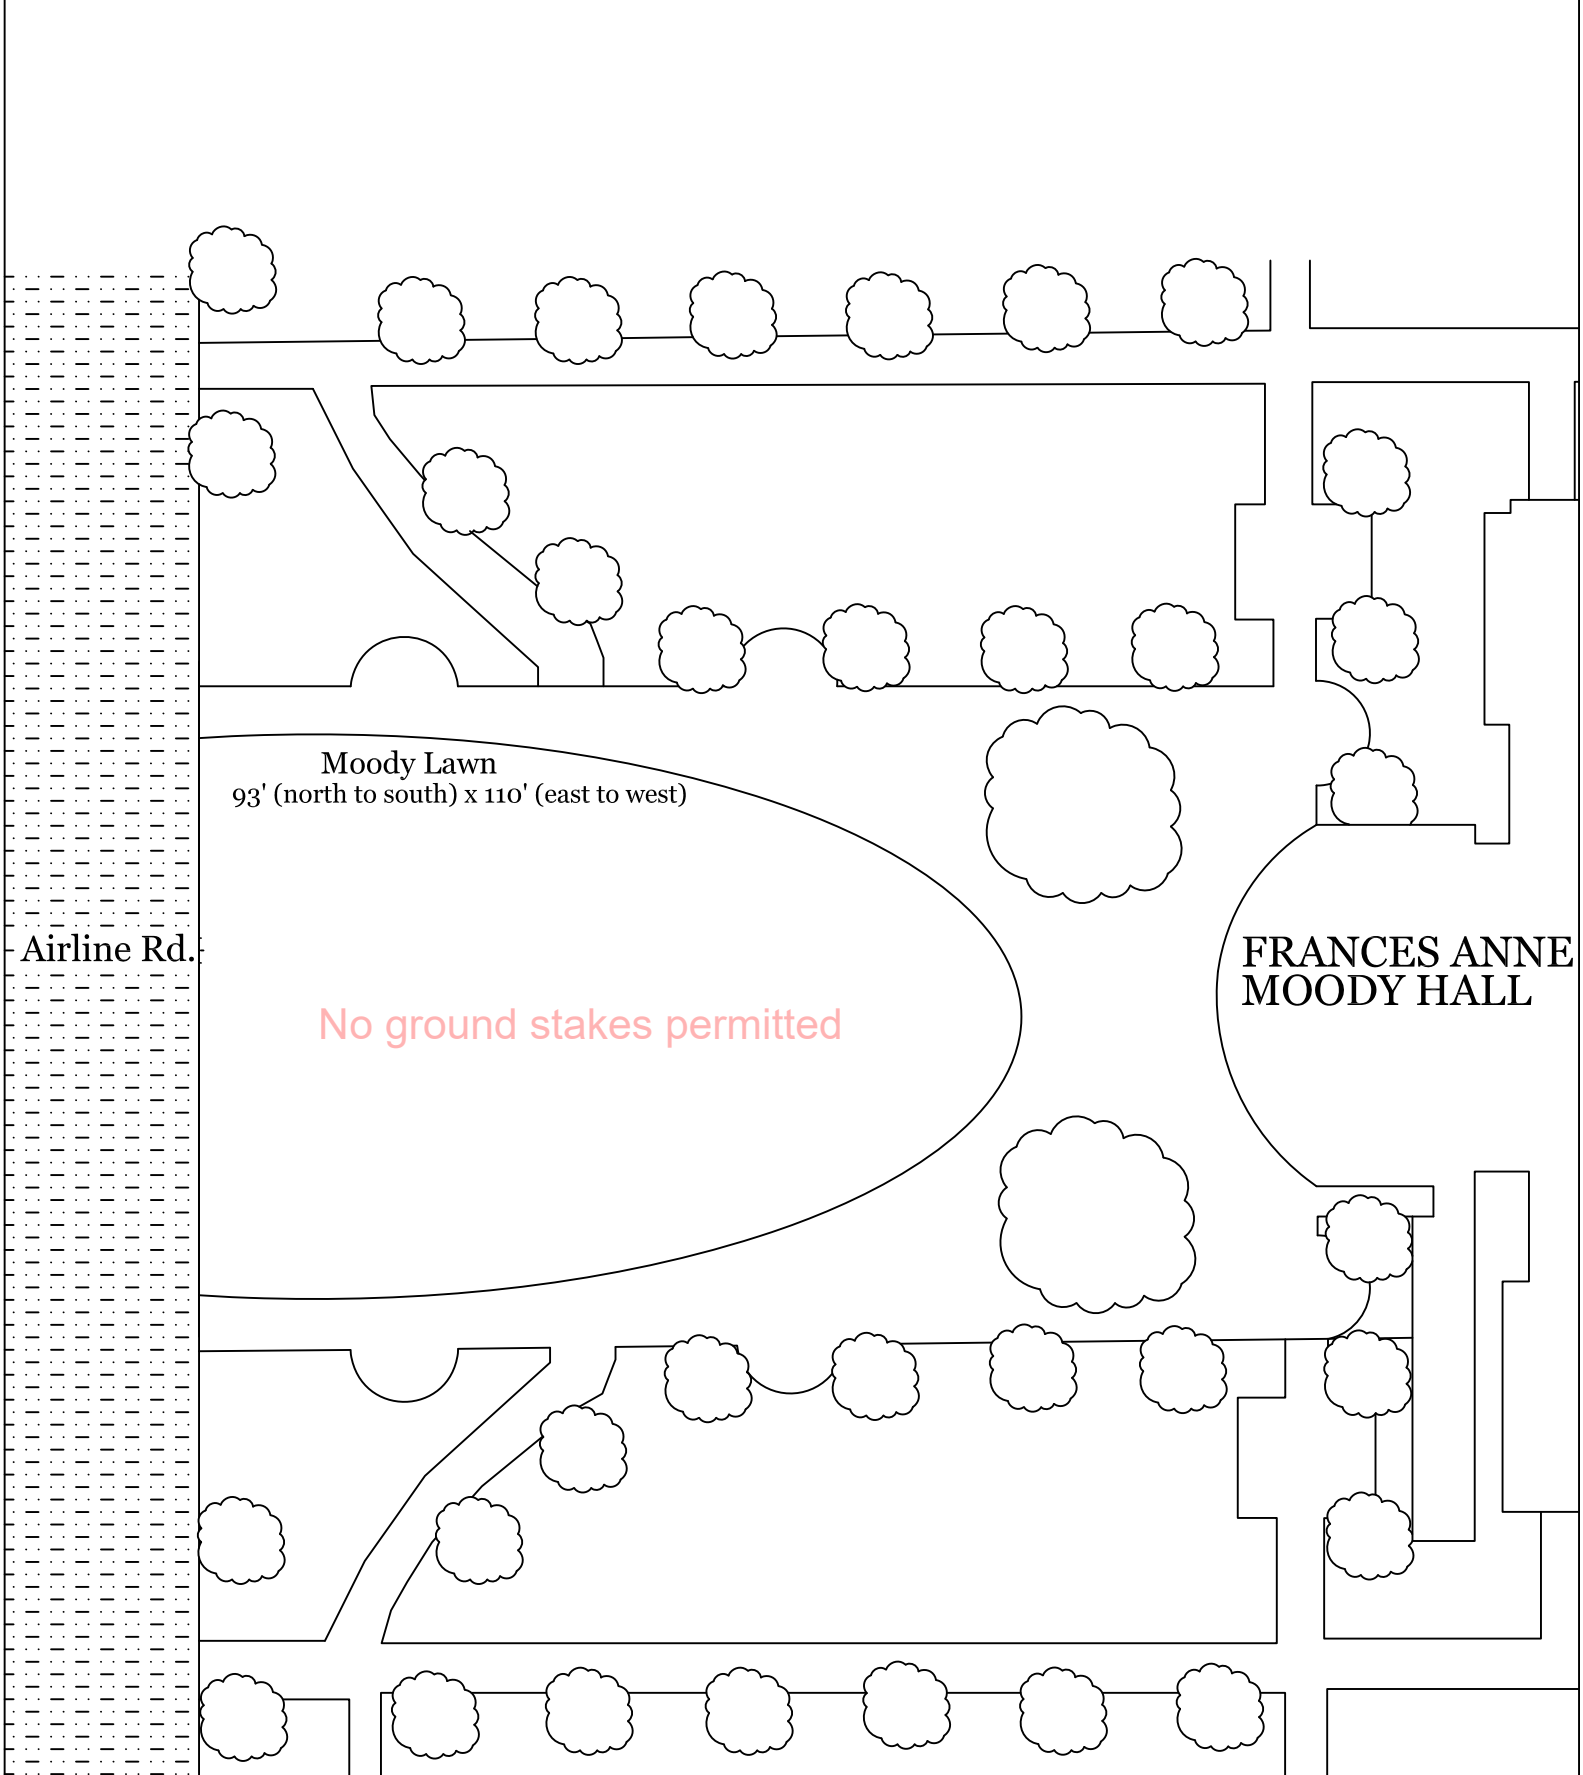 Moody Lawn
93' (north to south) x 110' (east to west)
Airline Rd.
FRANCES ANNE
MOODY HALL
No ground stakes permitted